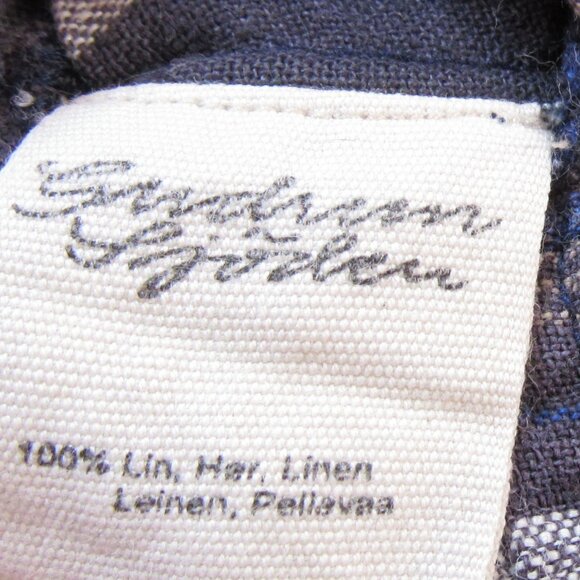 Gudrun
Sjödén
100% Lin, Hør, Linen
Leinen, Pellavaa